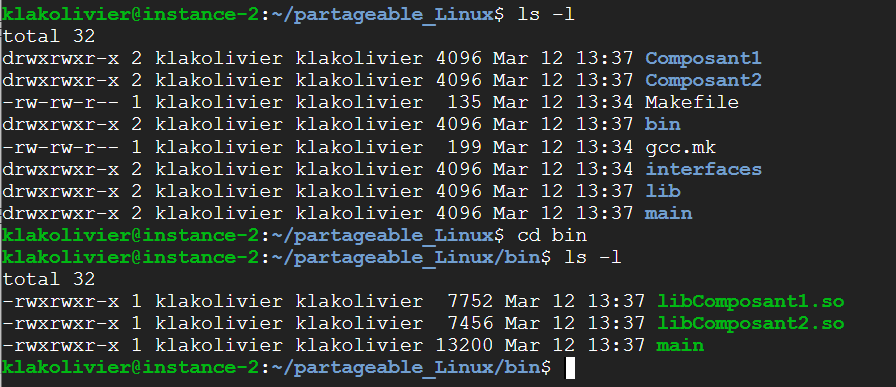 klakolivier@instance-2:~/partageable_Linux$ ls -l
total 32
drwxrwxr-x 2 klakolivier klakolivier 4096 Mar 12 13:37 Composant1
drwxrwxr-x 2 klakolivier klakolivier 4096 Mar 12 13:37 Composant2
-rw-rw-r-- 1 klakolivier klakolivier  135 Mar 12 13:34 Makefile
drwxrwxr-x 2 klakolivier klakolivier 4096 Mar 12 13:37 bin
-rw-rw-r-- 1 klakolivier klakolivier  199 Mar 12 13:34 gcc.mk
drwxrwxr-x 2 klakolivier klakolivier 4096 Mar 12 13:34 interfaces
drwxrwxr-x 2 klakolivier klakolivier 4096 Mar 12 13:37 lib
drwxrwxr-x 2 klakolivier klakolivier 4096 Mar 12 13:37 main
klakolivier@instance-2:~/partageable_Linux$ cd bin
klakolivier@instance-2:~/partageable_Linux/bin$ ls -l
total 32
-rwxrwxr-x 1 klakolivier klakolivier  7752 Mar 12 13:37 libComposant1.so
-rwxrwxr-x 1 klakolivier klakolivier  7456 Mar 12 13:37 libComposant2.so
-rwxrwxr-x 1 klakolivier klakolivier 13200 Mar 12 13:37 main
klakolivier@instance-2:~/partageable_Linux/bin$